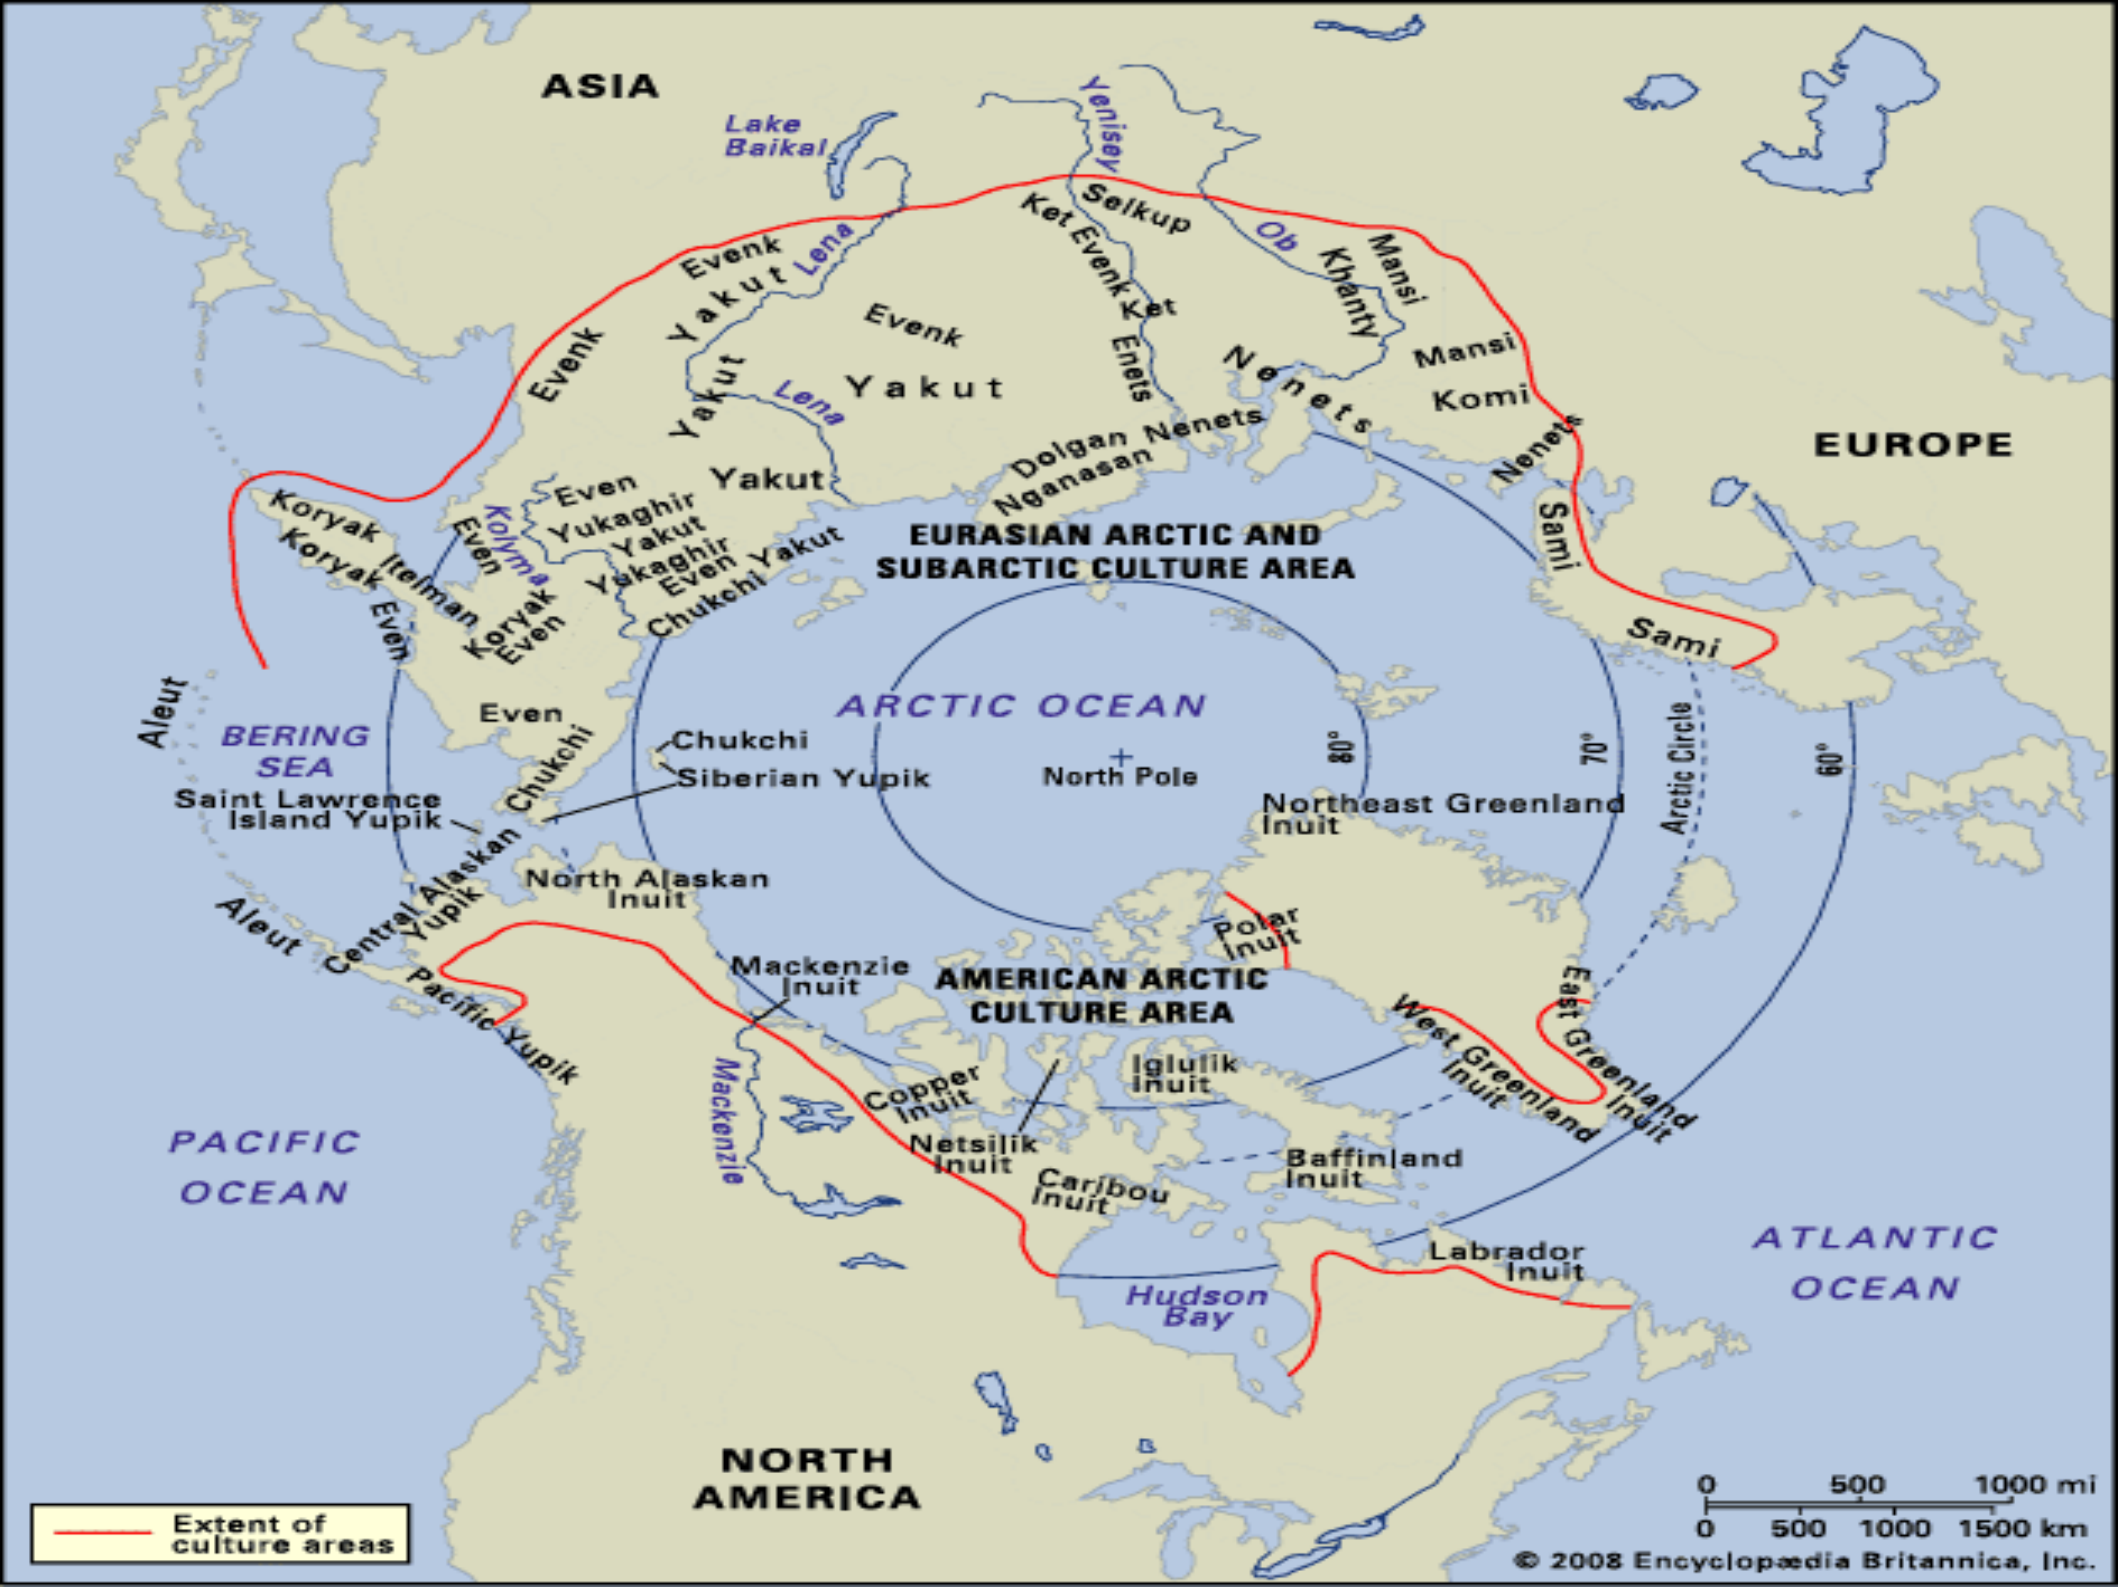 ASIA
Lake
Baikal
Yenisey
Selkup
Ket
Evenk
Ket
Enets
Ob
Khanty
Mansi
Mansi
Komi
Nenets
Nenets
Nenets
EUROPE
Evenk
Lena
Yakut
Evenk
Evenk
Yakut
Yakut
Lena
Yakut
Dolgan
Nganasan
Koryak
Koryak
Itelman
Even
Kolyma
Even
Yukaghir
Yakut
Yukaghir
Even
Chukchi
Yakut
Even
Koryak
Even
Even
Chukchi
EURASIAN ARCTIC AND
SUBARCTIC CULTURE AREA
Sami
Sami
Aleut
BERING
SEA
ARCTIC OCEAN
Chukchi
Siberian Yupik
North Pole
80°
70°
Arctic Circle
60°
Saint Lawrence
Island Yupik
Central Alaskan
Yupik
North Alaskan
Inuit
Northeast Greenland
Inuit
Aleut
Pacific Yupik
Polar
Inuit
Mackenzie
Inuit
AMERICAN ARCTIC
CULTURE AREA
East Greenland
Inuit
West Greenland
Inuit
Mackenzie
Copper
Inuit
Iglulik
Inuit
Netsilik
Inuit
Caribou
Inuit
Baffinland
Inuit
PACIFIC
OCEAN
Labrador
Inuit
ATLANTIC
OCEAN
Hudson
Bay
NORTH
AMERICA
Extent of
culture areas
0 500 1000 mi
0 500 1000 1500 km
© 2008 Encyclopædia Britannica, Inc.